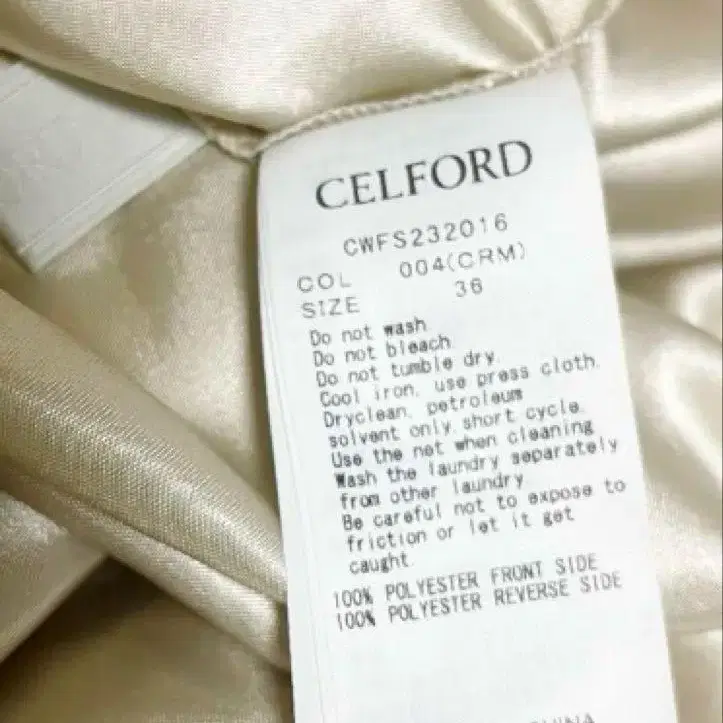 CELFORD
CWFS232016
COL 004(CRM)
SIZE 36
Do not wash.
Do not bleach.
Do not tumble dry.
Cool iron, use press cloth.
Dryclean, petroleum
solvent only,short cycle.
Use the net when cleaning
Wash the laundry separately
from other laundry
Be careful not to expose to
friction or let it get
caught.
100% POLYESTER FRONT SIDE
100% POLYESTER REVERSE SIDE